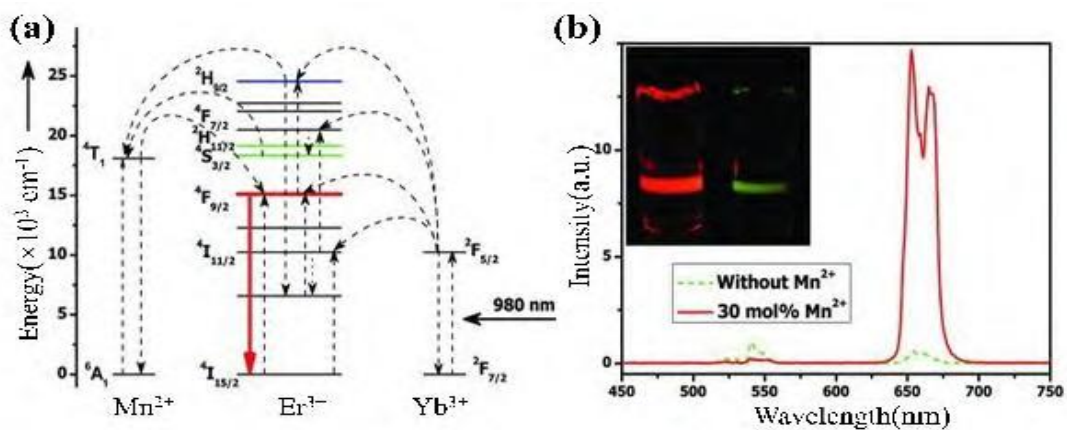 (a)
Energy(×10³ cm⁻¹)
25
20
15
10
5
0
⁴T₁
⁶A₁
²H₉/₂
⁴F₇/₂
²H₁₁/₂
⁴S₃/₂
⁴F₉/₂
⁴I₁₁/₂
⁴I₁₅/₂
²F₅/₂
980 nm
²F₇/₂
Mn²⁺
Er³⁺
Yb³⁺
(b)
Intensity(a.u.)
10
5
0
Without Mn²⁺
30 mol% Mn²⁺
450 500 550 600 650 700 750
Wavelength(nm)